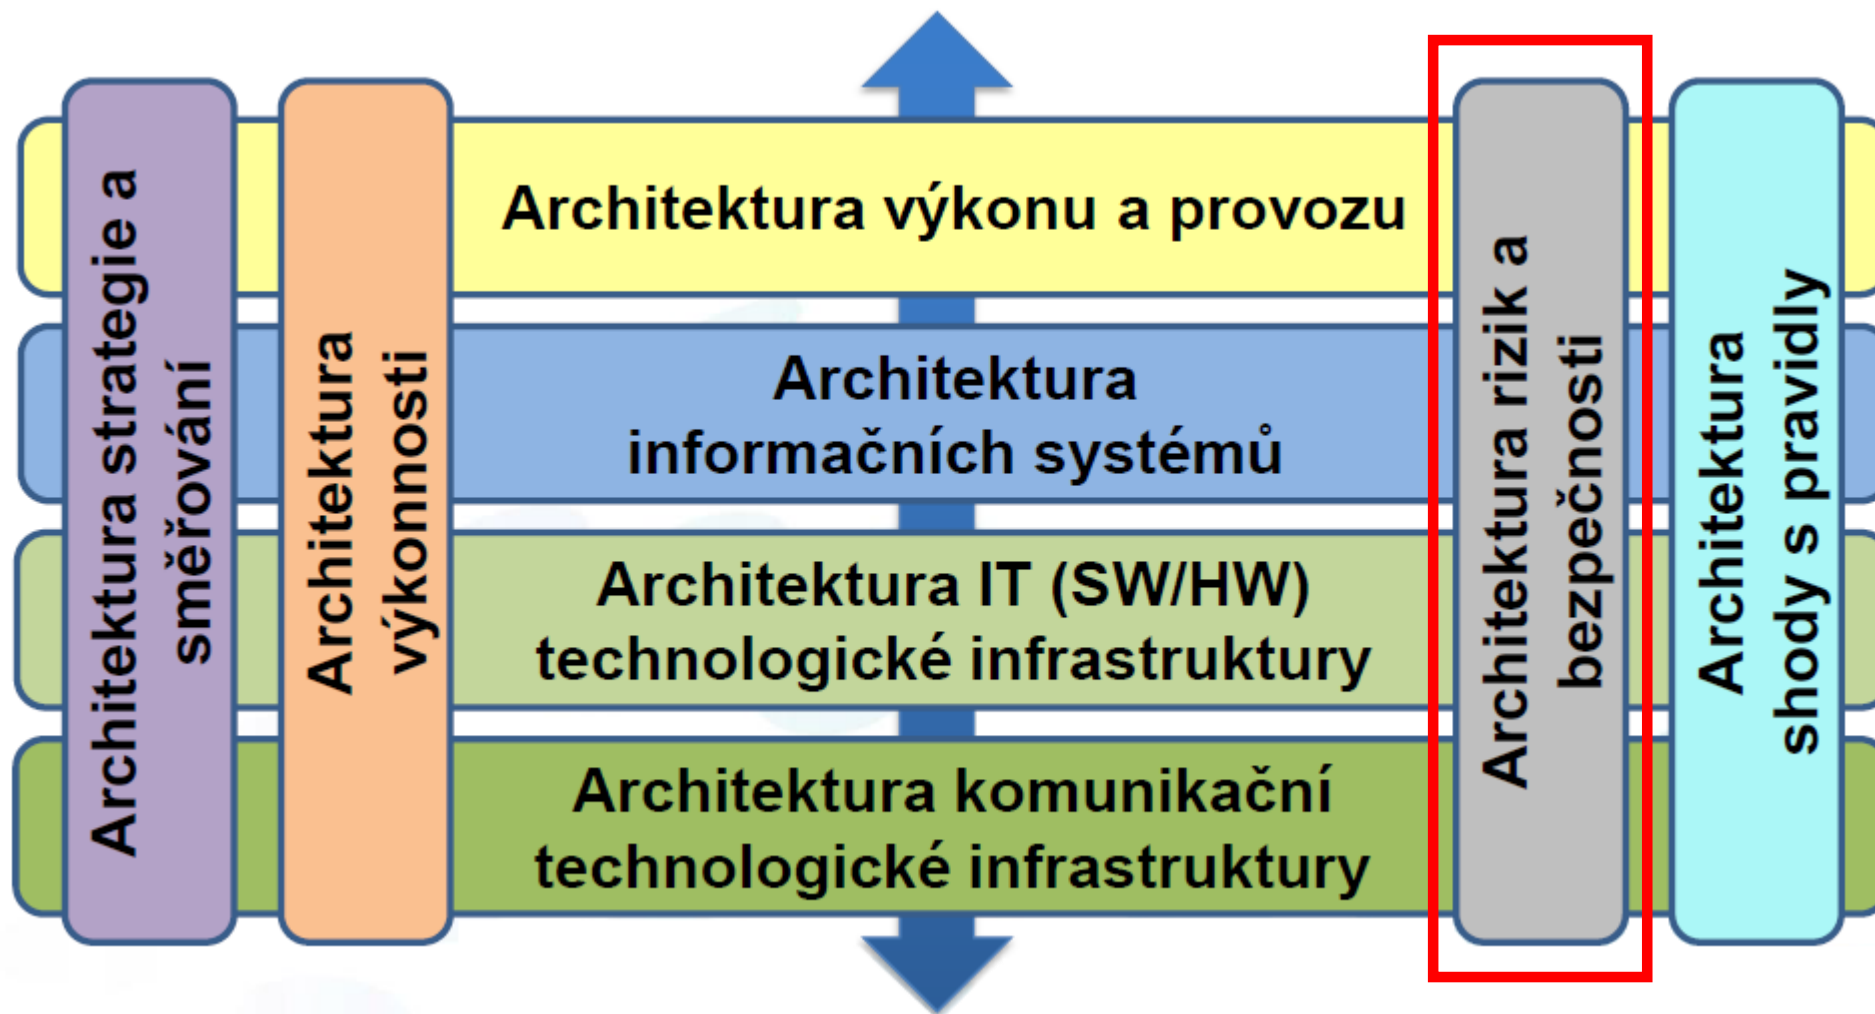 Architektura strategie a
směřování
Architektura
výkonnosti
Architektura výkonu a provozu
Architektura
informačních systémů
Architektura IT (SW/HW)
technologické infrastruktury
Architektura komunikační
technologické infrastruktury
Architektura rizik a
bezpečnosti
Architektura
shody s pravidly